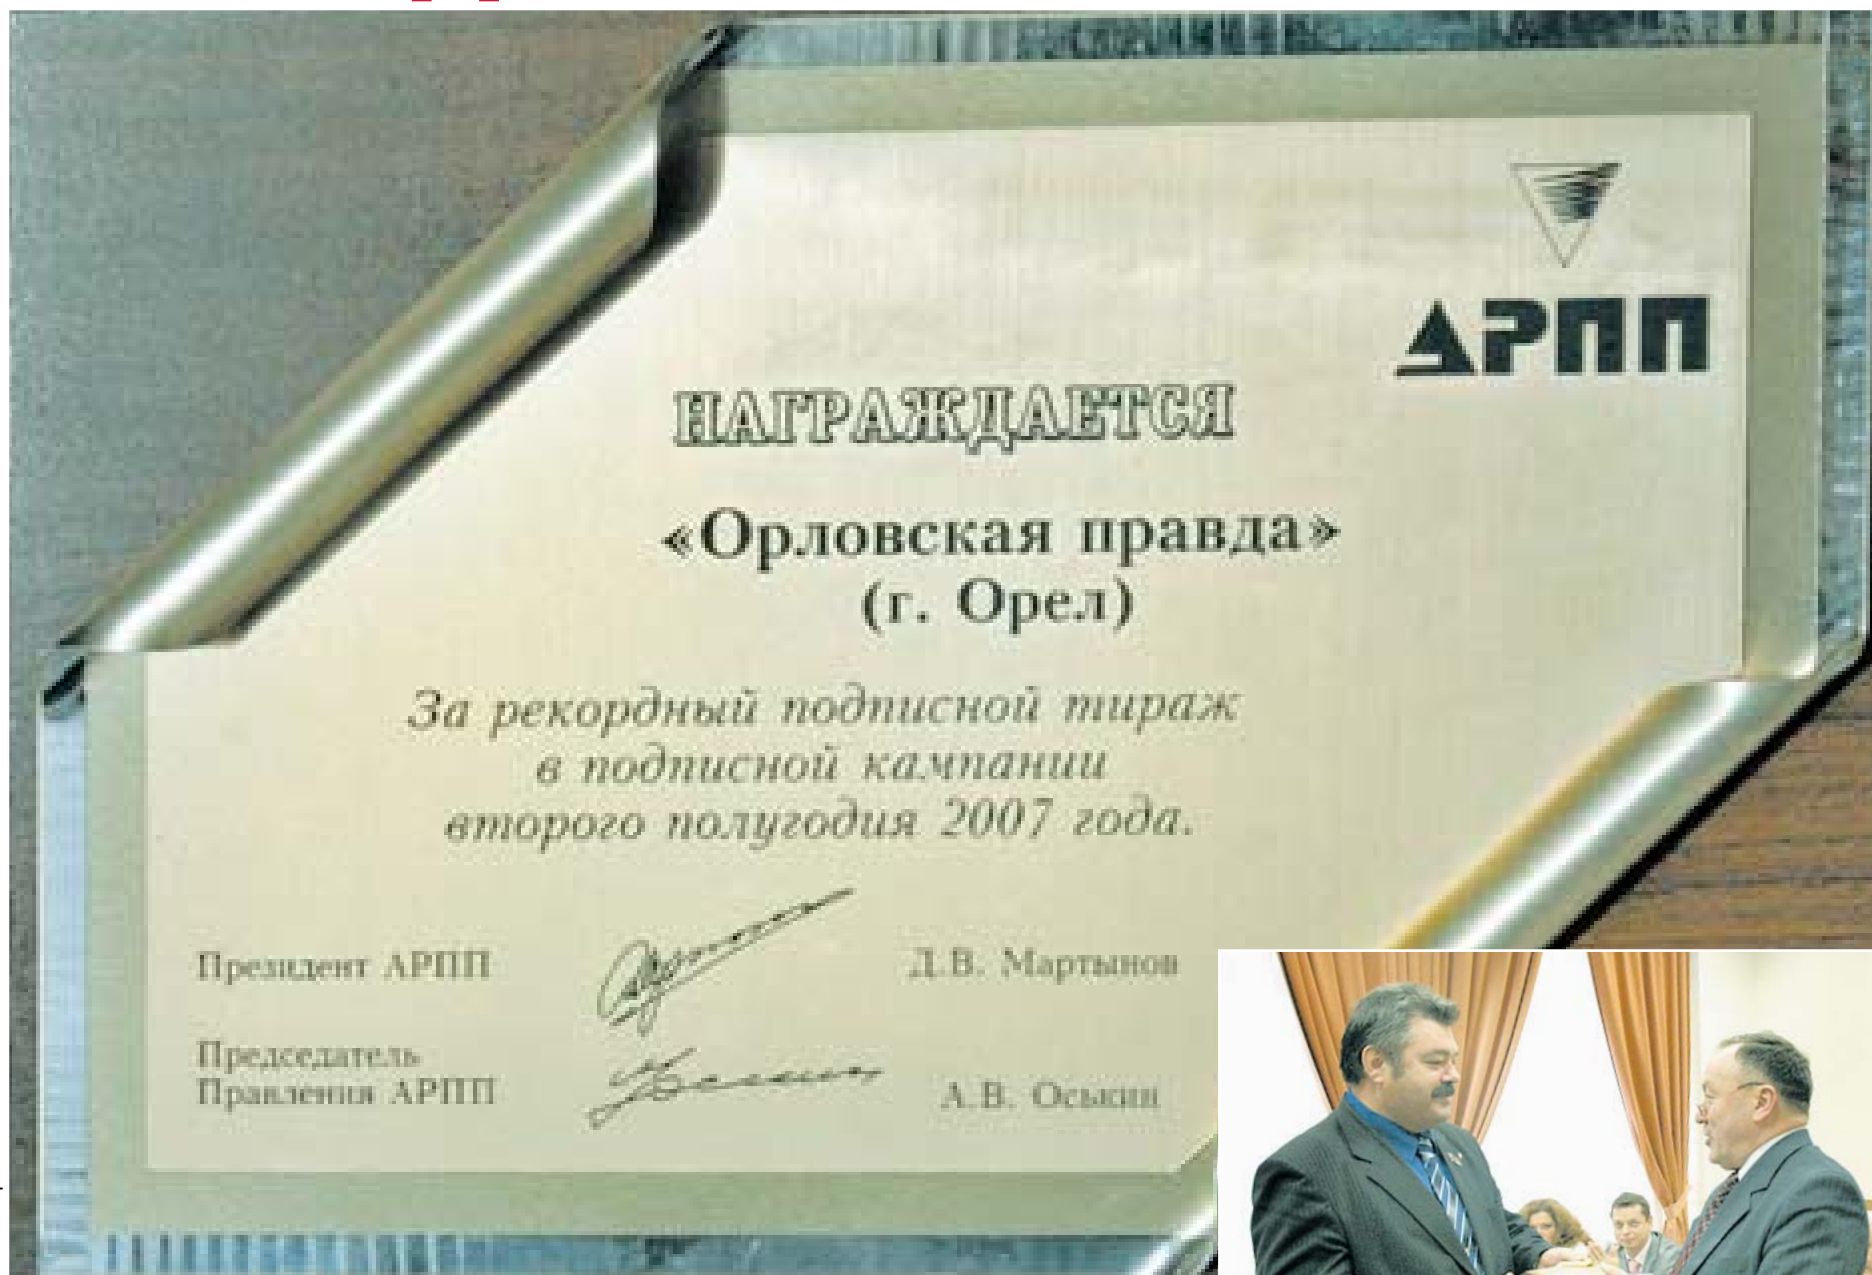 АРПП
НАГРАЖДАЕТСЯ
«Орловская правда»
(г. Орел)
За рекордный подписной тираж
в подписной кампании
второго полугодия 2007 года.
Президент АРПП Д.В. Мартынов
Председатель
Правления АРПП А.В. Оськин